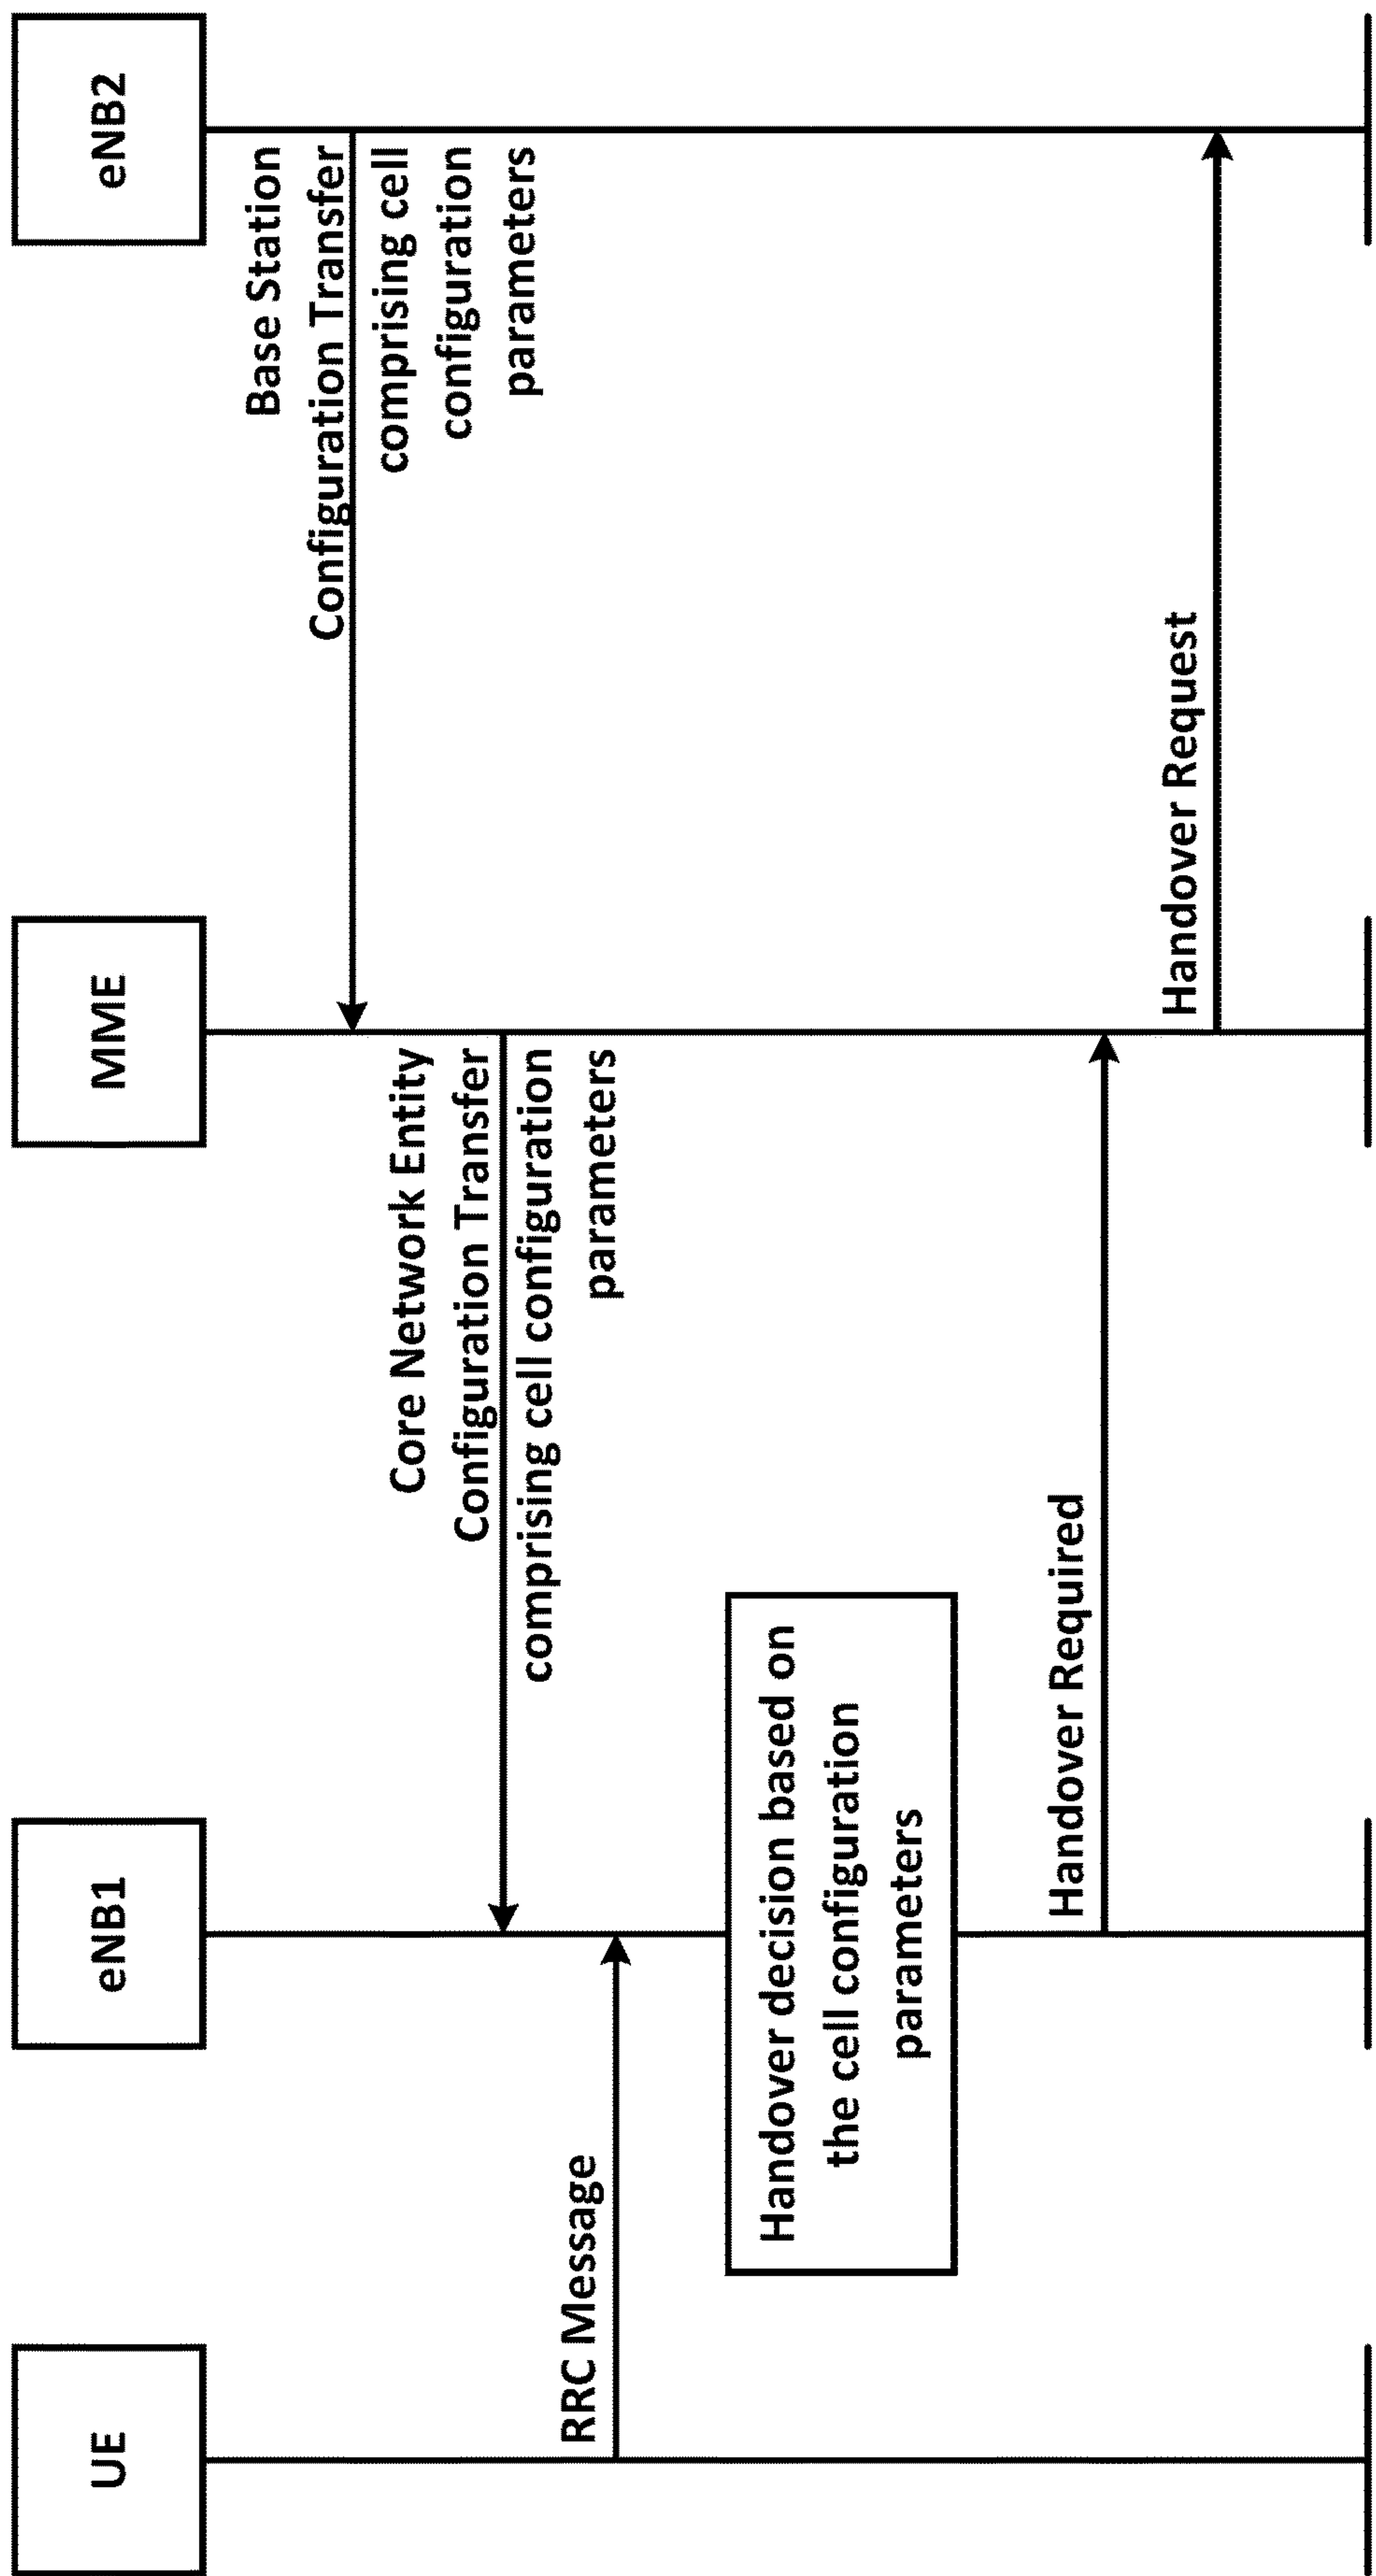 UE
eNB1
MME
eNB2
Base Station
Configuration Transfer
comprising cell
configuration
parameters
Core Network Entity
Configuration Transfer
comprising cell configuration
parameters
RRC Message
Handover decision based on
the cell configuration
parameters
Handover Required
Handover Request